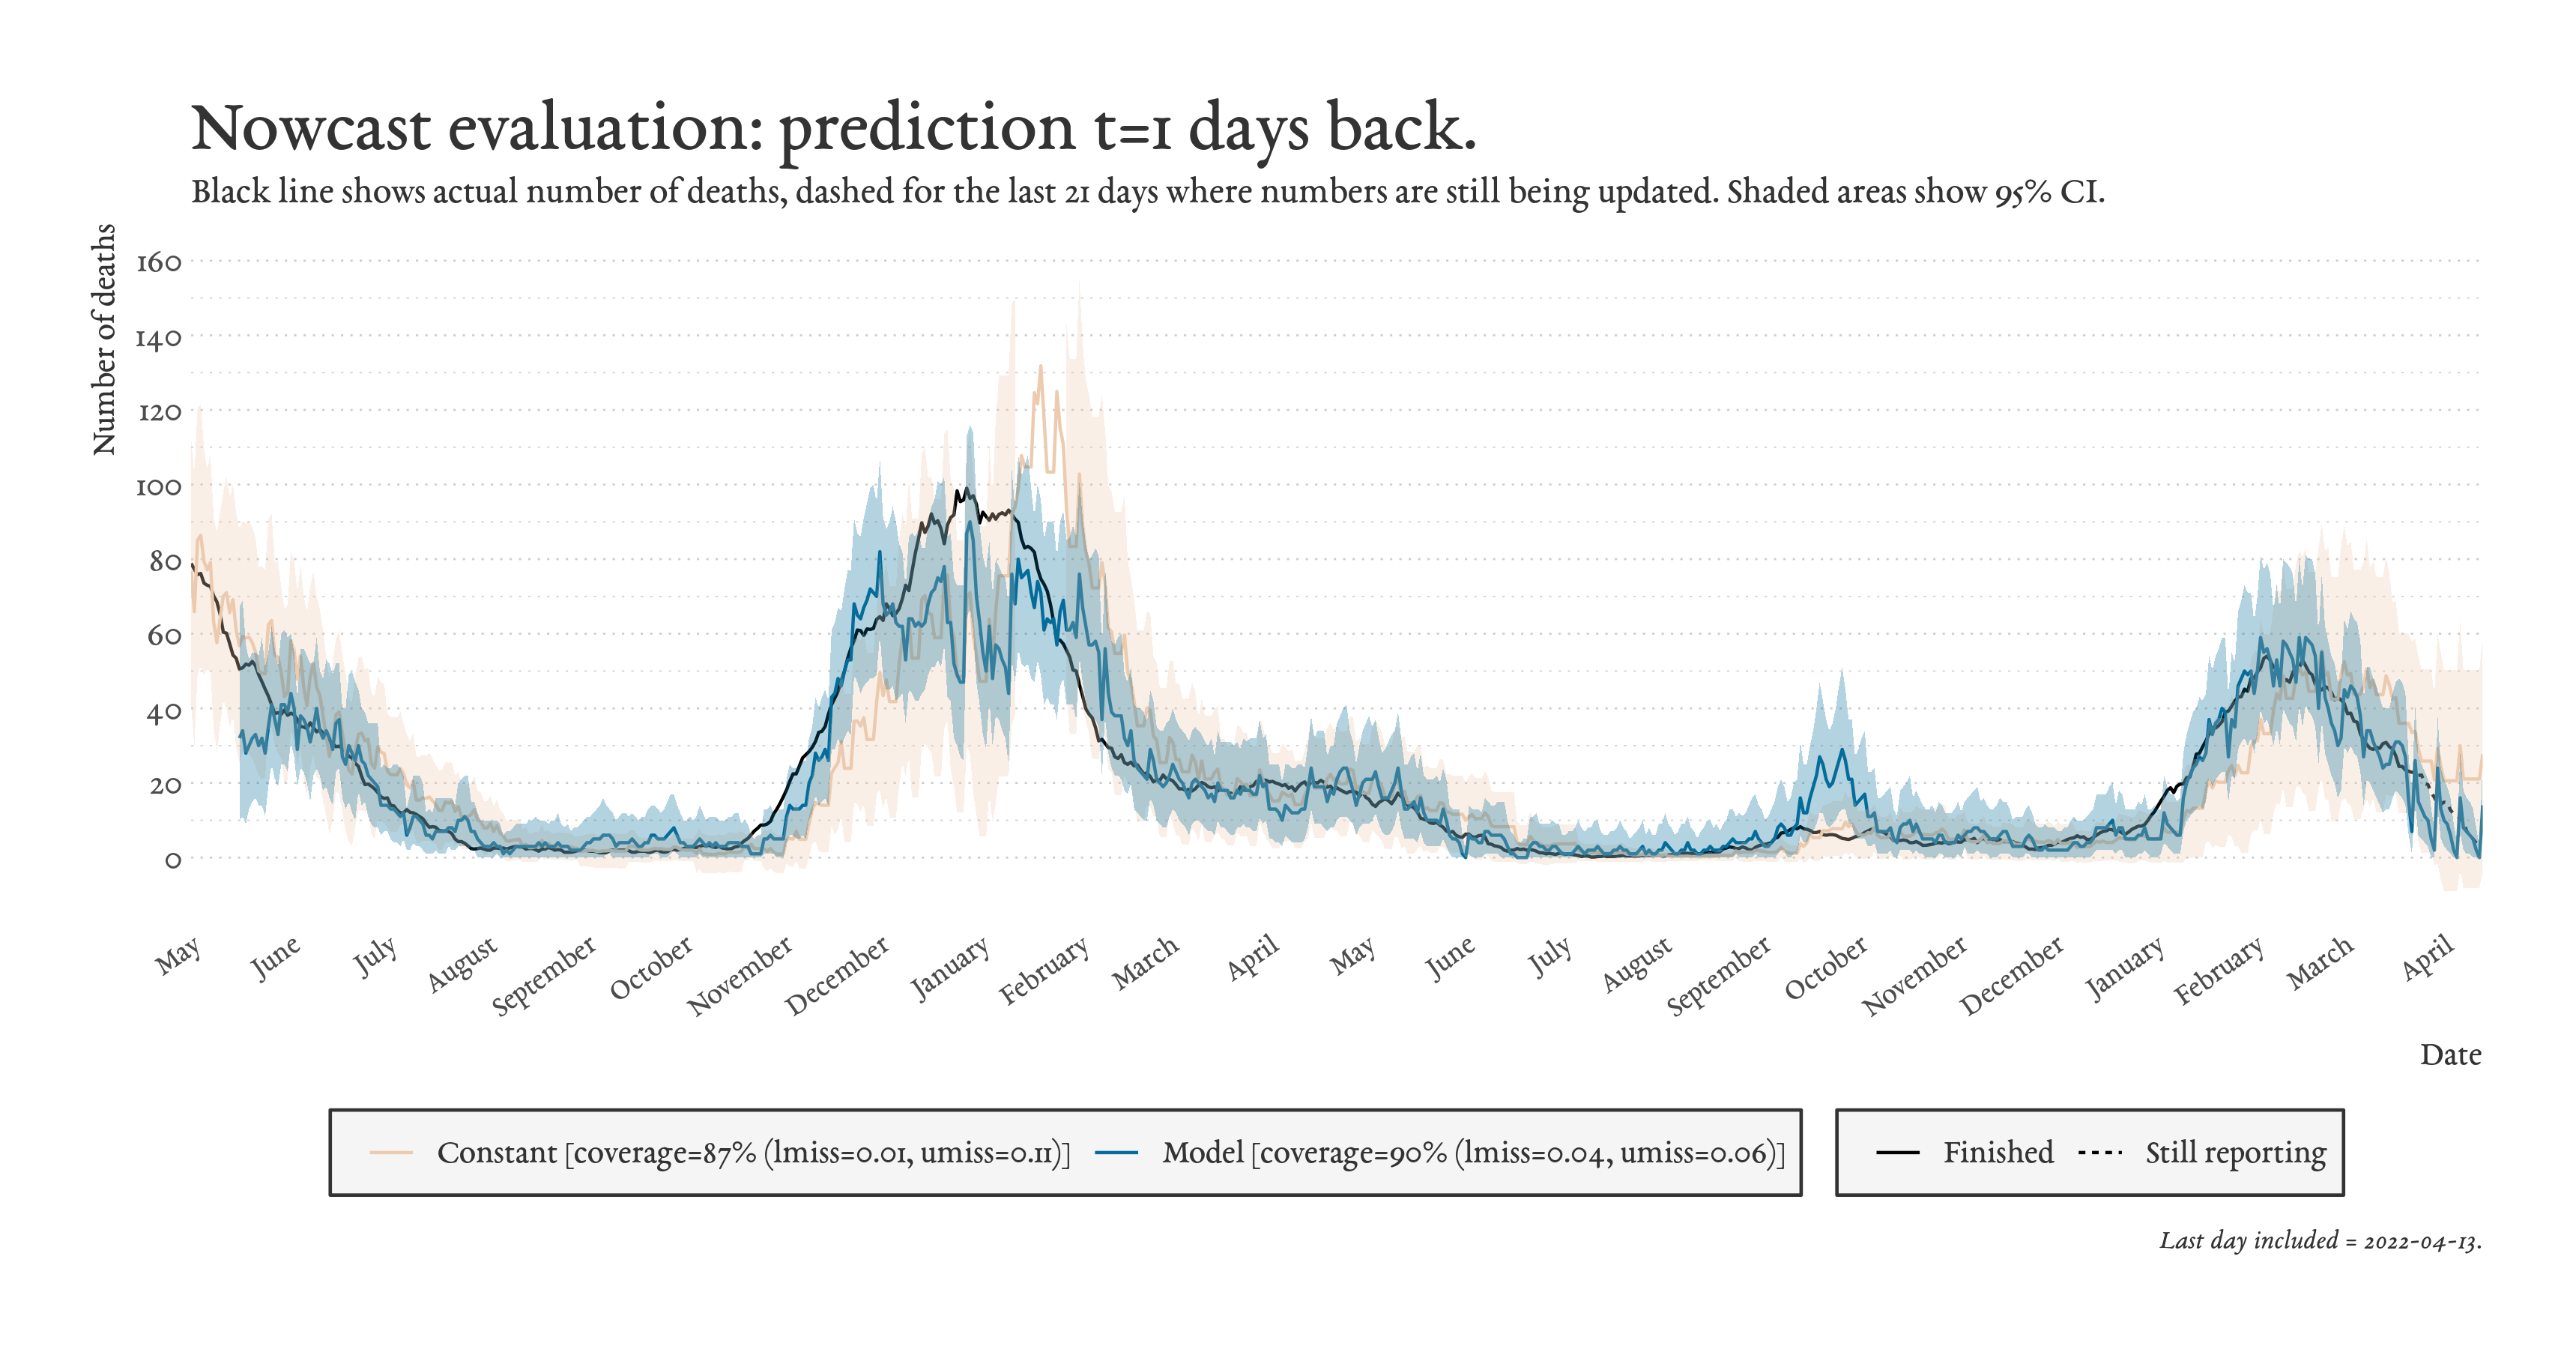 Nowcast evaluation: prediction t=1 days back.
Black line shows actual number of deaths, dashed for the last 21 days where numbers are still being updated. Shaded areas show 95% CI.
Number of deaths
160
140
120
100
80
60
40
20
0
May June July August September October November December January February March April May June July August September October November December January February March April
Date
Constant [coverage=87% (lmiss=0.01, umiss=0.11)] Model [coverage=90% (lmiss=0.04, umiss=0.06)] Finished Still reporting
Last day included = 2022-04-13.